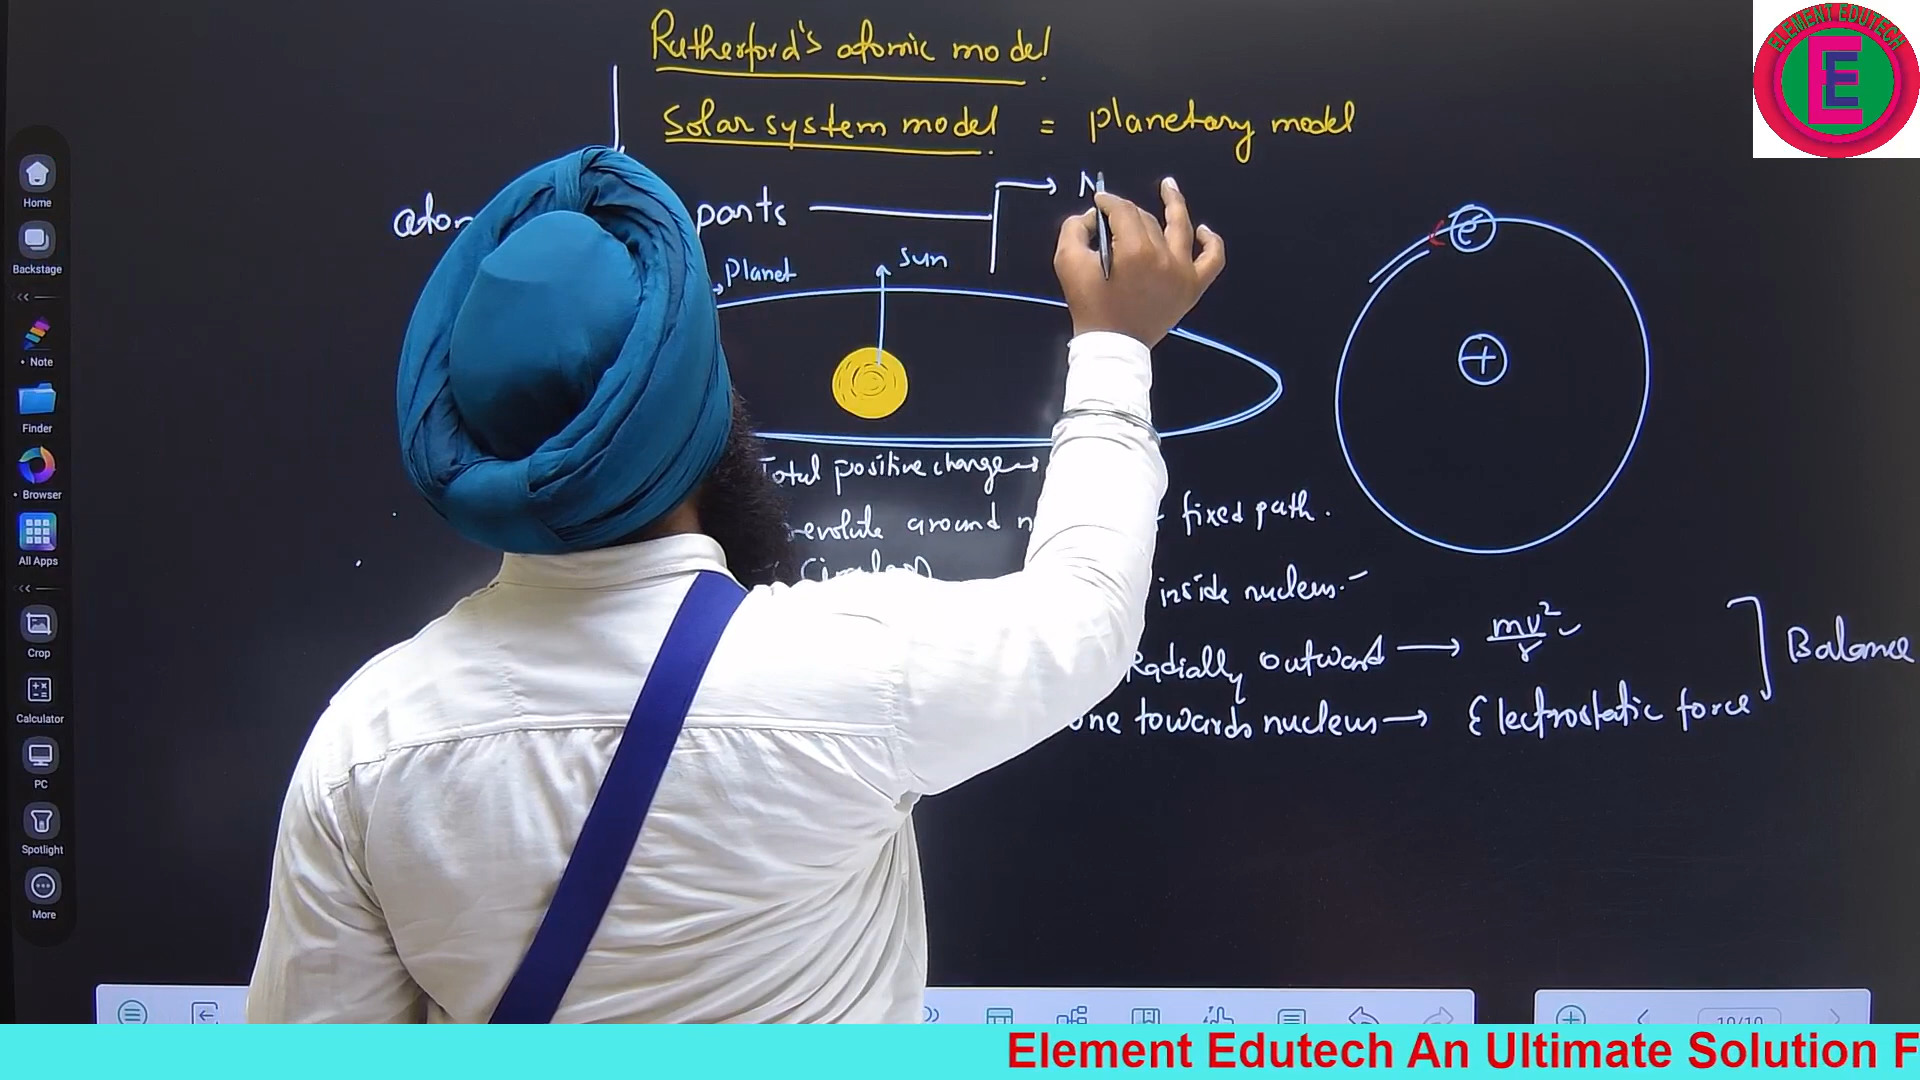 Rutherford's atomic model
Solar system model = planetary model
ELEMENT EDUTECH
E
parts
N
Planet
Sun
e
+
Total positive charge →
around
fixed path.
inside nucleus.-
Radially outward → mv²/r
Balance
towards nucleus → Electrostatic force
Home
Backstage
Note
Finder
Browser
All Apps
Crop
Calculator
PC
Spotlight
More
10/10
Element Edutech An Ultimate Solution F